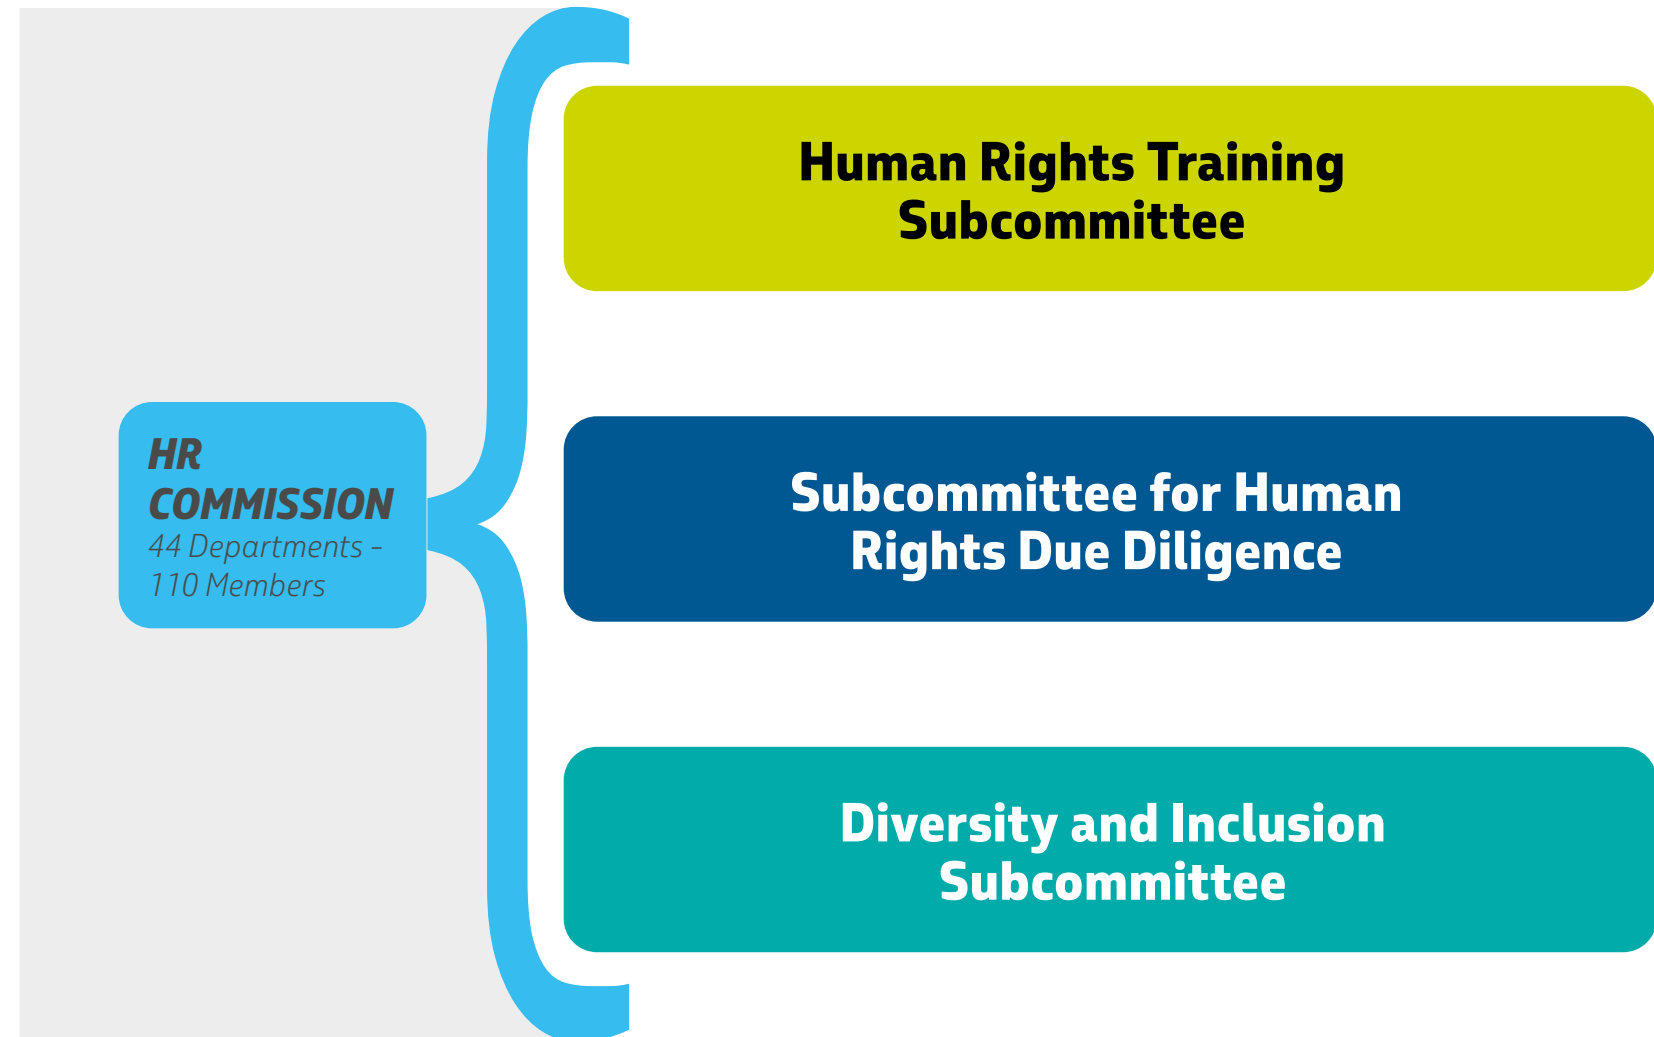 HR
COMMISSION
44 Departments –
110 Members
Human Rights Training
Subcommittee
Subcommittee for Human
Rights Due Diligence
Diversity and Inclusion
Subcommittee